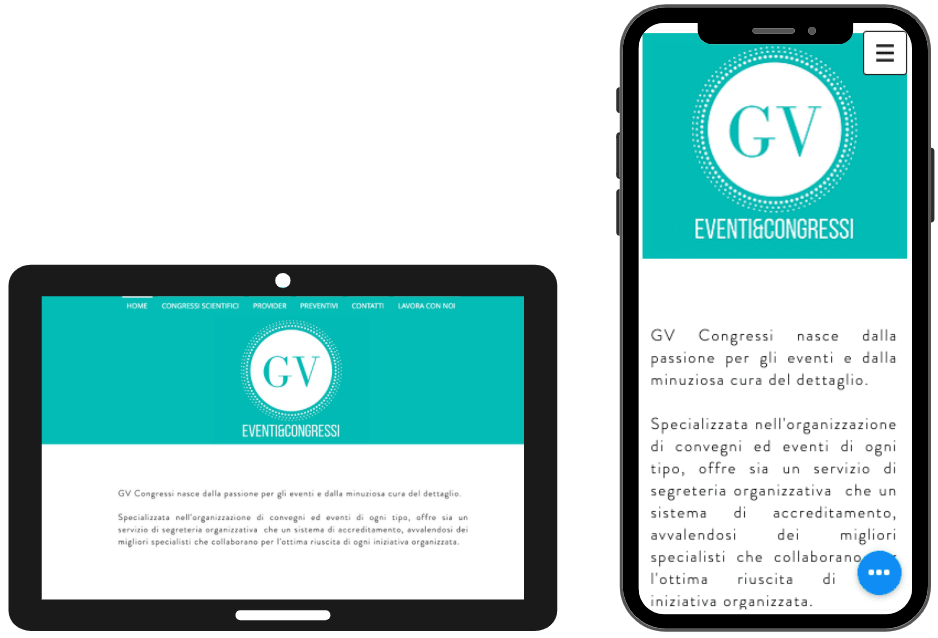 HOME CONGRESSI SCIENTIFICI PROVIDER PREVENTIVI CONTATTI LAVORA CON NOI
GV
EVENTI&CONGRESSI
GV Congressi nasce dalla passione per gli eventi e dalla minuziosa cura del dettaglio.
Specializzata nell'organizzazione di convegni ed eventi di ogni tipo, offre sia un
servizio di segreteria organizzativa che un sistema di accreditamento, avvalendosi dei
migliori specialisti che collaborano per l'ottima riuscita di ogni iniziativa organizzata.
GV
EVENTI&CONGRESSI
GV Congressi nasce dalla
passione per gli eventi e dalla
minuziosa cura del dettaglio.
Specializzata nell'organizzazione
di convegni ed eventi di ogni
tipo, offre sia un servizio di
segreteria organizzativa che un
sistema di accreditamento,
avvalendosi dei migliori
specialisti che collaborano
l'ottima riuscita di
iniziativa organizzata.